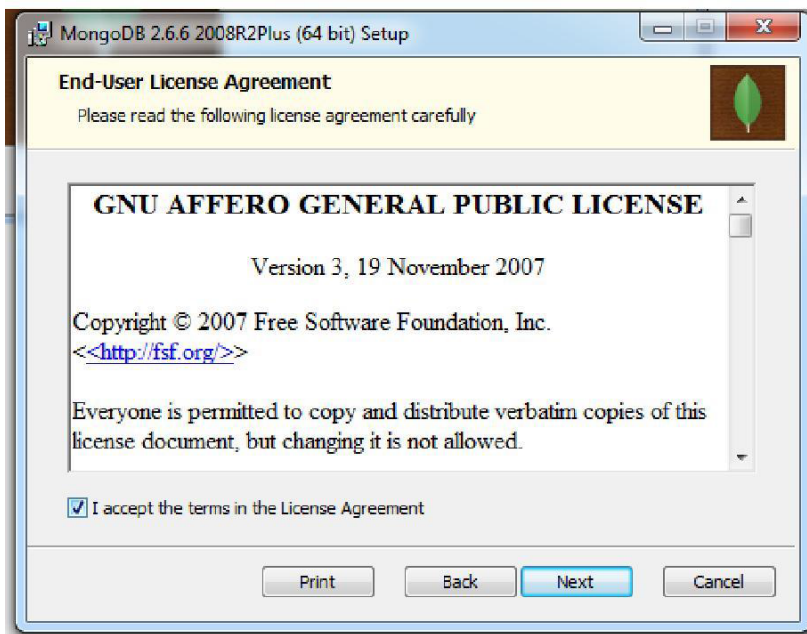 MongoDB 2.6.6 2008R2Plus (64 bit) Setup
End-User License Agreement
Please read the following license agreement carefully
GNU AFFERO GENERAL PUBLIC LICENSE
Version 3, 19 November 2007
Copyright © 2007 Free Software Foundation, Inc.
<<http://fsf.org/>>
Everyone is permitted to copy and distribute verbatim copies of this
license document, but changing it is not allowed.
I accept the terms in the License Agreement
Print Back Next Cancel